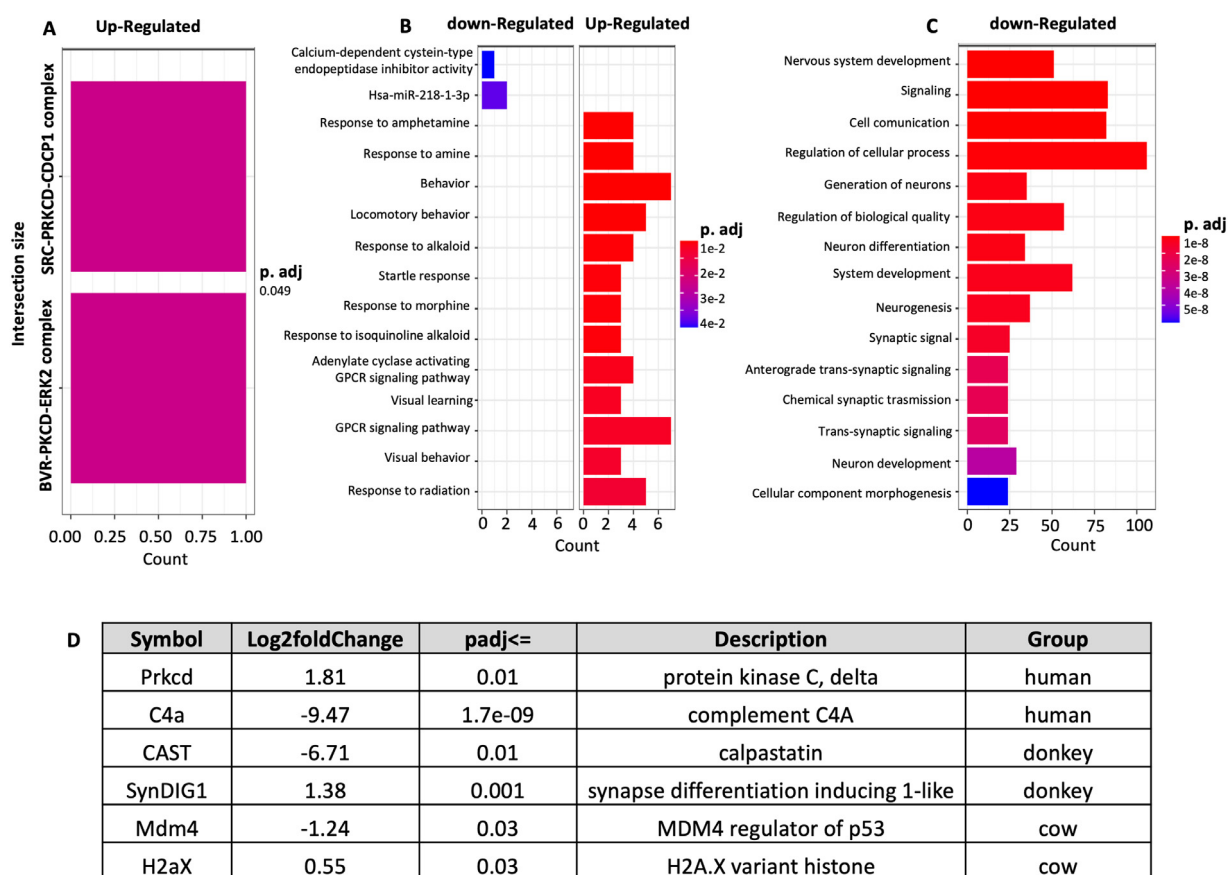 A
Up-Regulated
Intersection size
SRC-PRKCD-CDCP1 complex
BVR-PKCD-ERK2 complex
p. adj
0.049
0.00 0.25 0.50 0.75 1.00
Count
B
down-Regulated
Up-Regulated
Calcium-dependent cystein-type
endopeptidase inhibitor activity
Hsa-miR-218-1-3p
Response to amphetamine
Response to amine
Behavior
Locomotory behavior
Response to alkaloid
Startle response
Response to morphine
Response to isoquinoline alkaloid
Adenylate cyclase activating
GPCR signaling pathway
Visual learning
GPCR signaling pathway
Visual behavior
Response to radiation
0 2 4 6
0 2 4 6
Count
p. adj
1e-2
2e-2
3e-2
4e-2
C
down-Regulated
Nervous system development
Signaling
Cell comunication
Regulation of cellular process
Generation of neurons
Regulation of biological quality
Neuron differentiation
System development
Neurogenesis
Synaptic signal
Anterograde trans-synaptic signaling
Chemical synaptic trasmission
Trans-synaptic signaling
Neuron development
Cellular component morphogenesis
0 25 50 75 100
Count
p. adj
1e-8
2e-8
3e-8
4e-8
5e-8
D
Symbol Log2foldChange padj<= Description Group
Prkcd 1.81 0.01 protein kinase C, delta human
C4a -9.47 1.7e-09 complement C4A human
CAST -6.71 0.01 calpastatin donkey
SynDIG1 1.38 0.001 synapse differentiation inducing 1-like donkey
Mdm4 -1.24 0.03 MDM4 regulator of p53 cow
H2aX 0.55 0.03 H2A.X variant histone cow